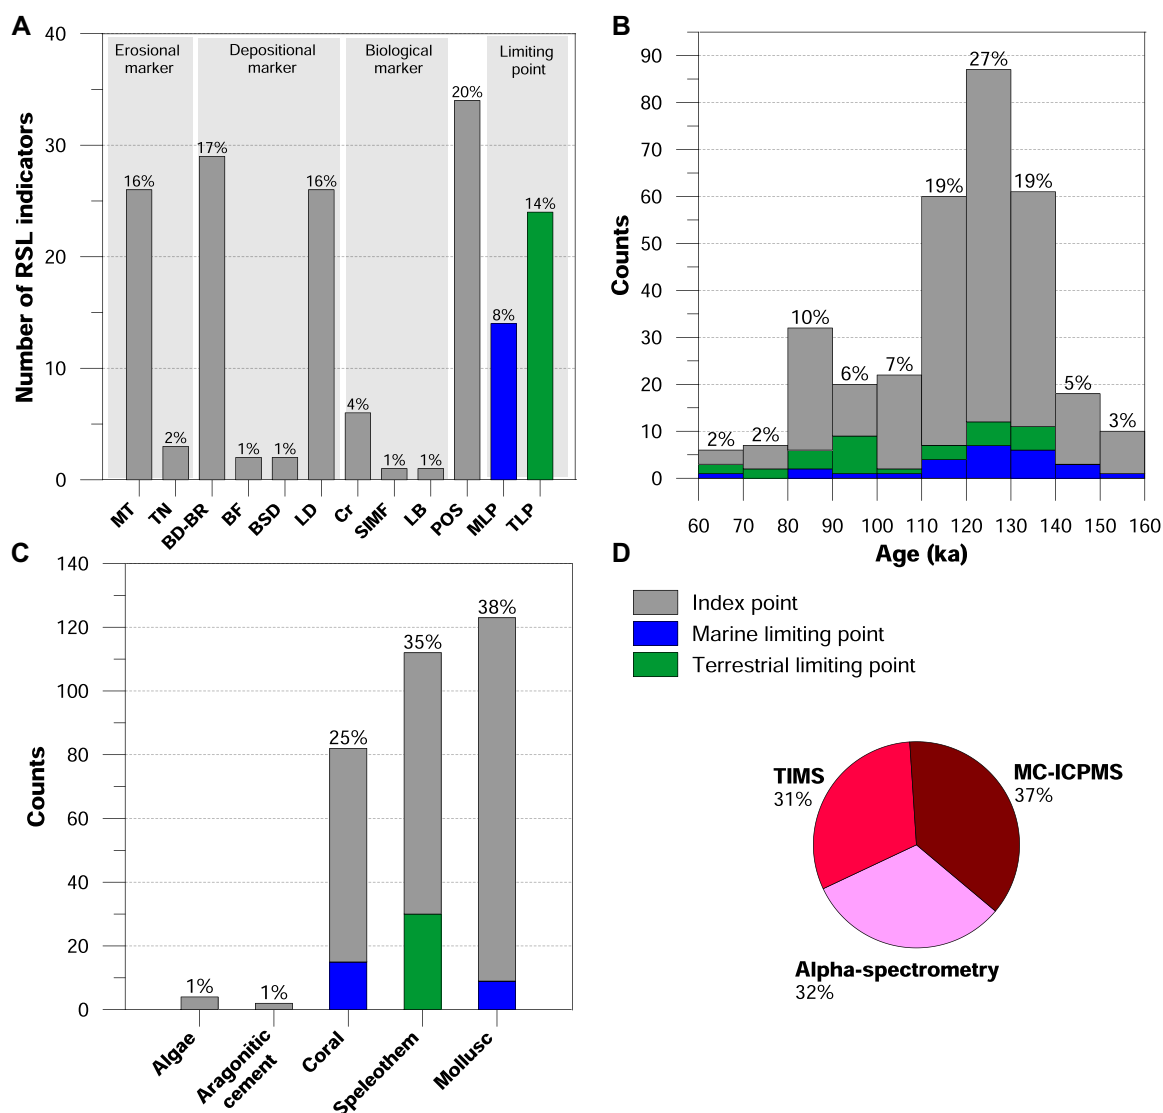 A
Number of RSL indicators
40
30
20
10
0
Erosional
marker
Depositional
marker
Biological
marker
Limiting
point
16%
2%
17%
1%
1%
16%
4%
1%
1%
20%
8%
14%
MT
TN
BD-BR
BF
BSD
LD
Cr
SIMF
LB
POS
MLP
TLP
B
Counts
90
80
70
60
50
40
30
20
10
0
2%
2%
10%
6%
7%
19%
27%
19%
5%
3%
60
70
80
90
100
110
120
130
140
150
160
Age (ka)
C
Counts
140
120
100
80
60
40
20
0
1%
1%
25%
35%
38%
Algae
Aragonitic
cement
Coral
Speleothem
Mollusc
D
Index point
Marine limiting point
Terrestrial limiting point
TIMS
31%
MC-ICPMS
37%
Alpha-spectrometry
32%